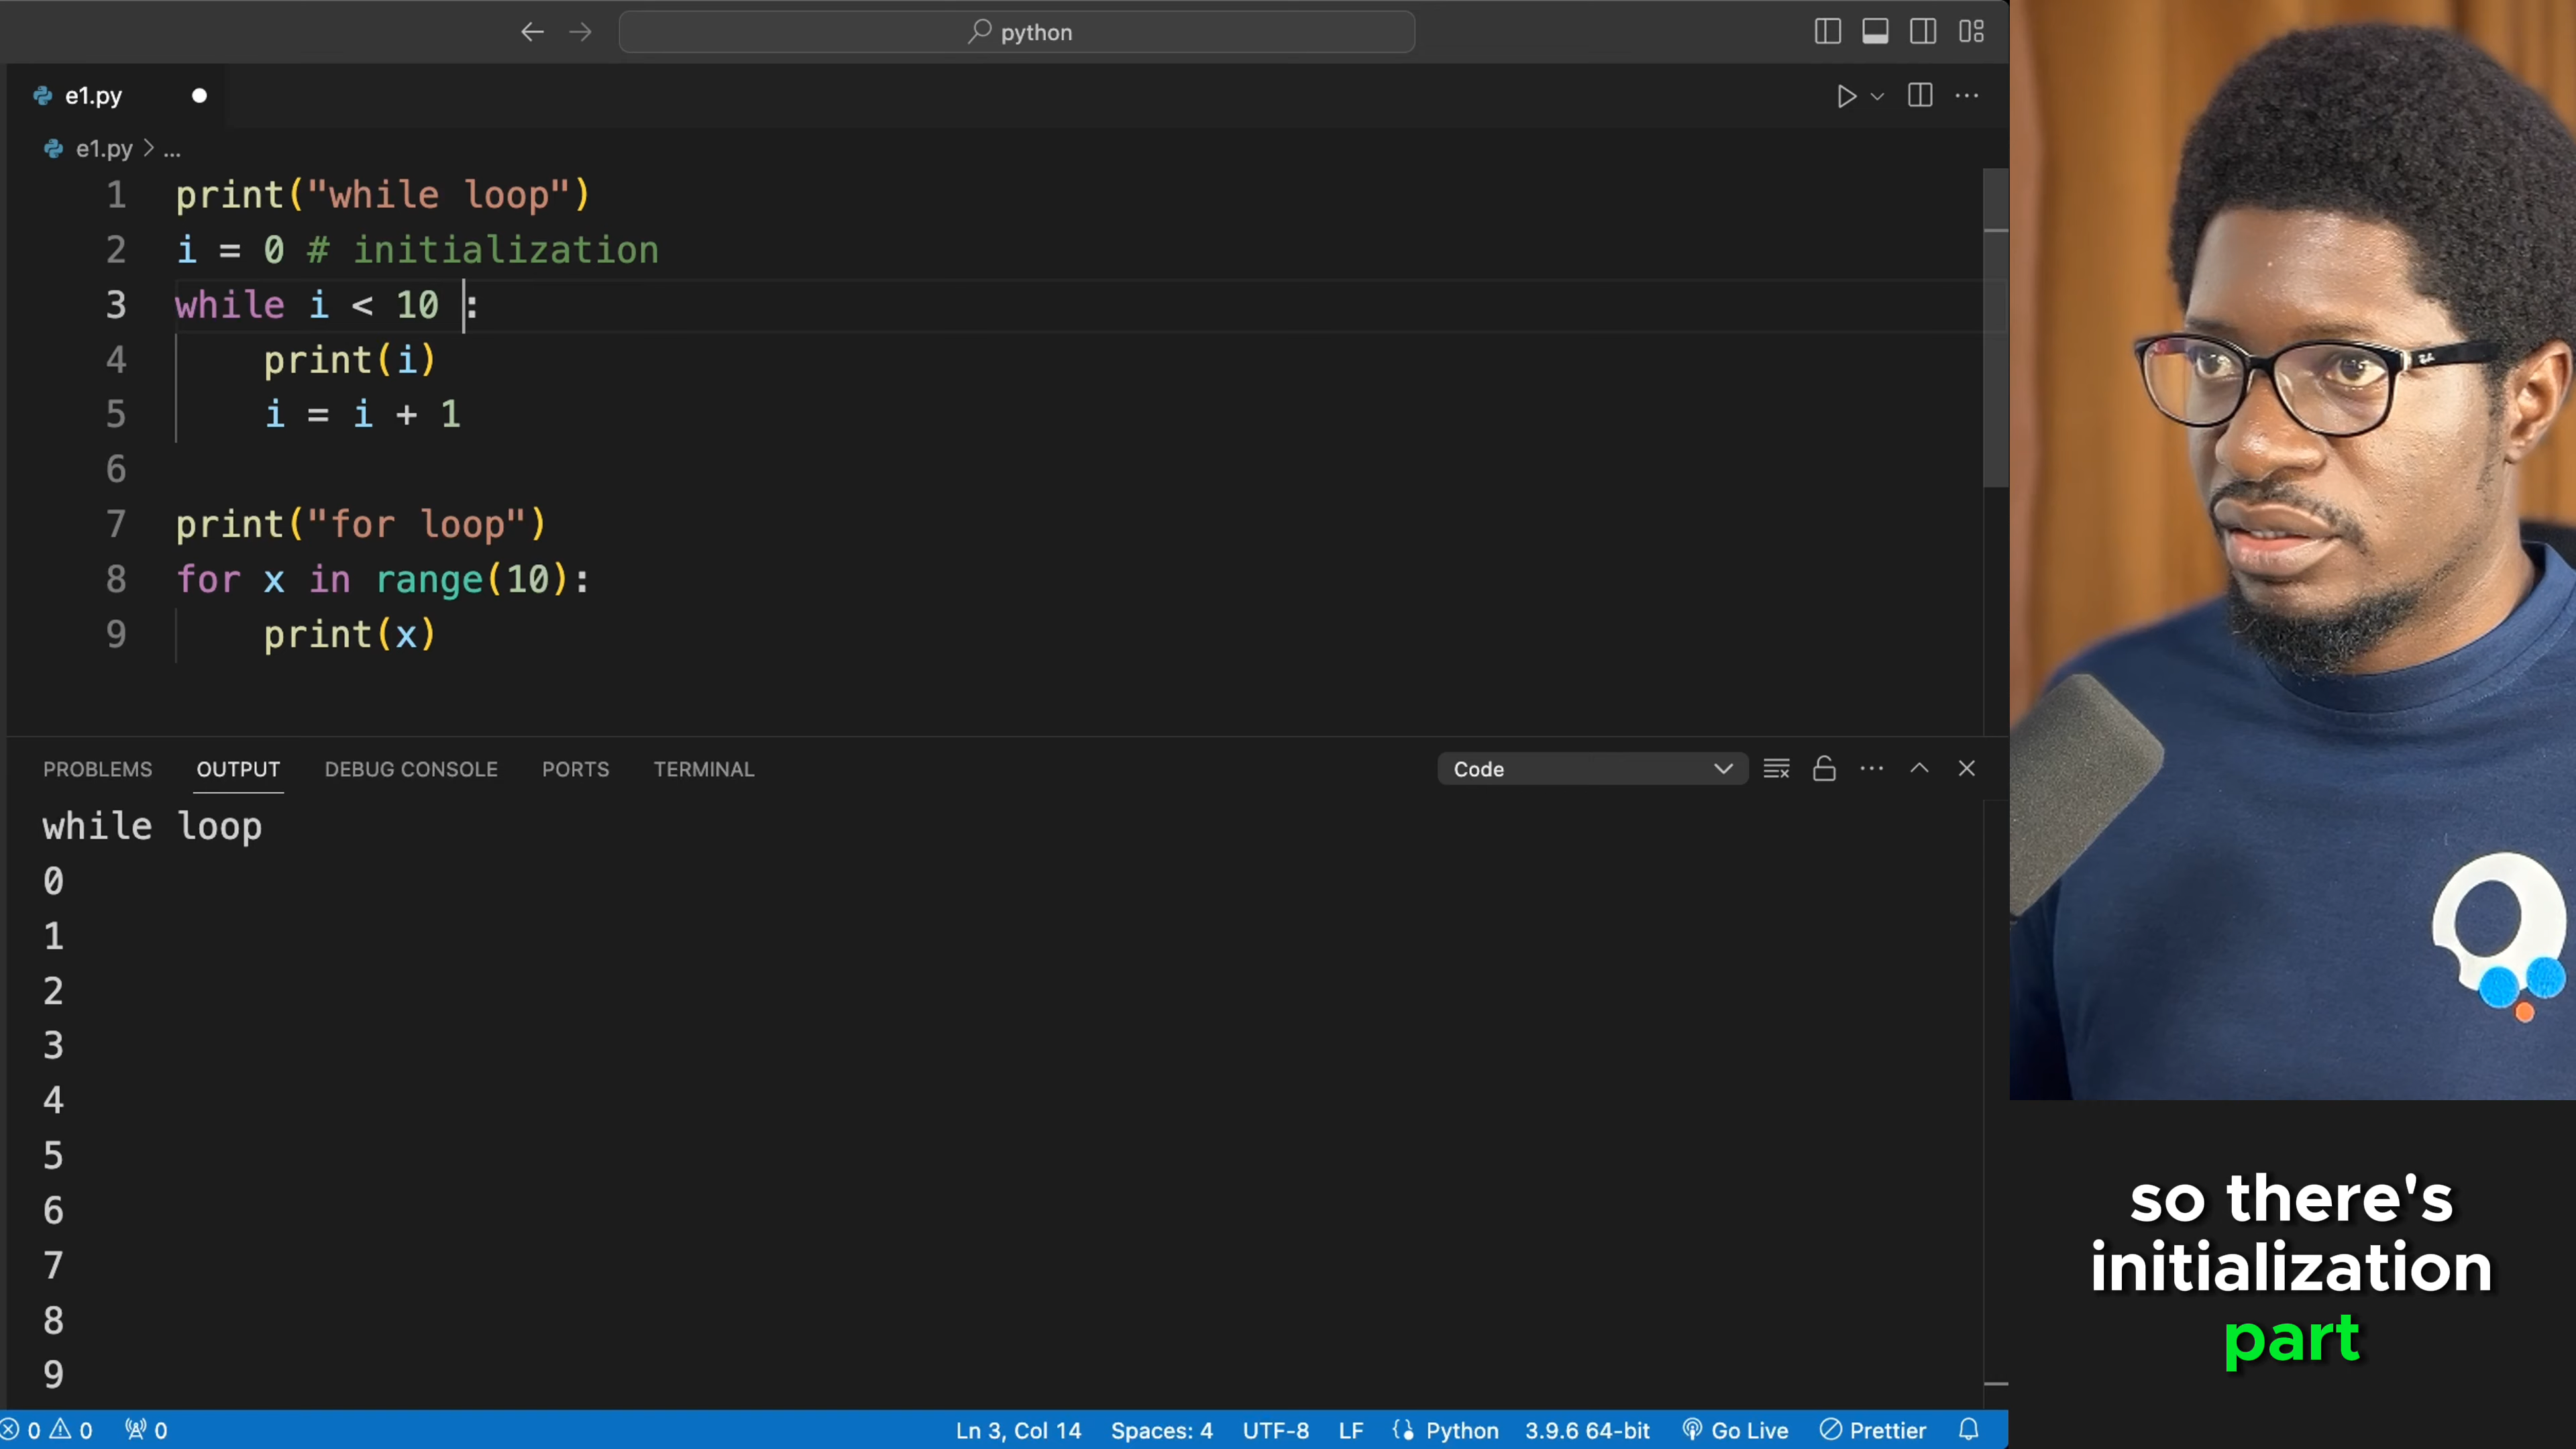 python
e1.py
e1.py > ...
1 print("while loop")
2 i = 0 # initialization
3 while i < 10 :
4     print(i)
5     i = i + 1
6
7 print("for loop")
8 for x in range(10):
9     print(x)
PROBLEMS OUTPUT DEBUG CONSOLE PORTS TERMINAL Code
while loop
0
1
2
3
4
5
6
7
8
9
0 0 0 Ln 3, Col 14 Spaces: 4 UTF-8 LF Python 3.9.6 64-bit Go Live Prettier
so there's
initialization
part